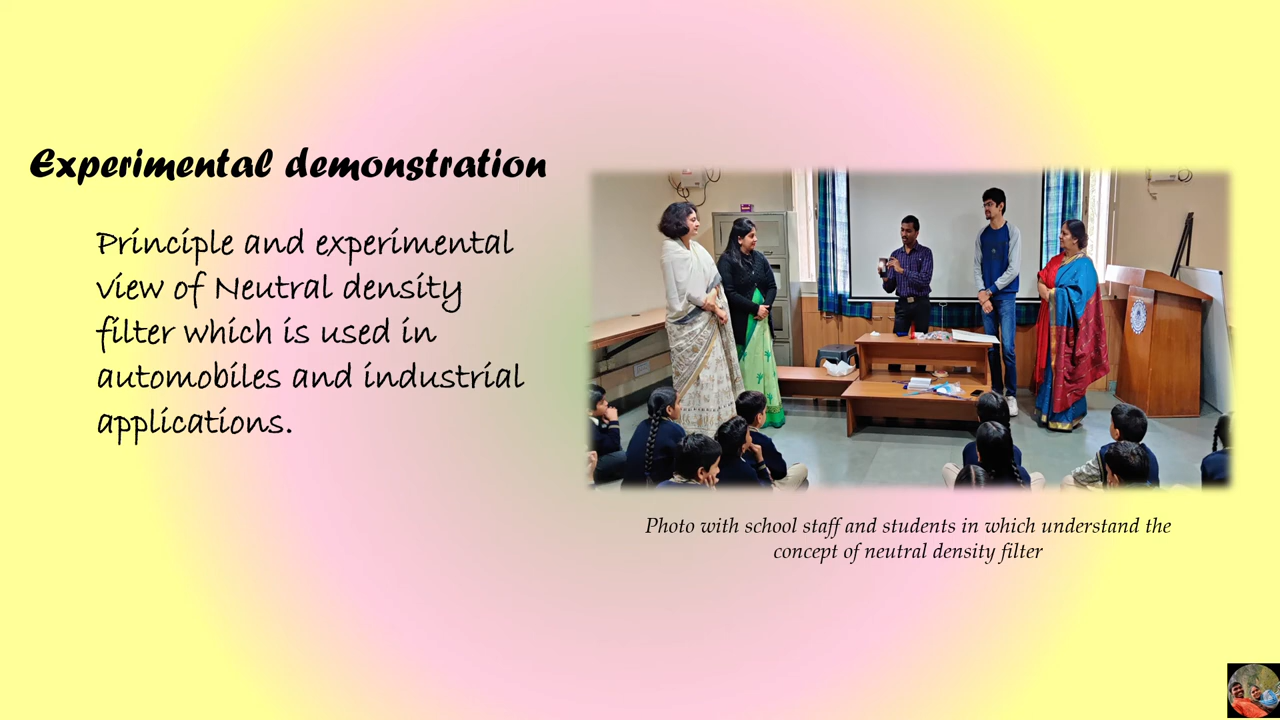 Experimental demonstration
Principle and experimental
view of Neutral density
filter which is used in
automobiles and industrial
applications.
Photo with school staff and students in which understand the
concept of neutral density filter